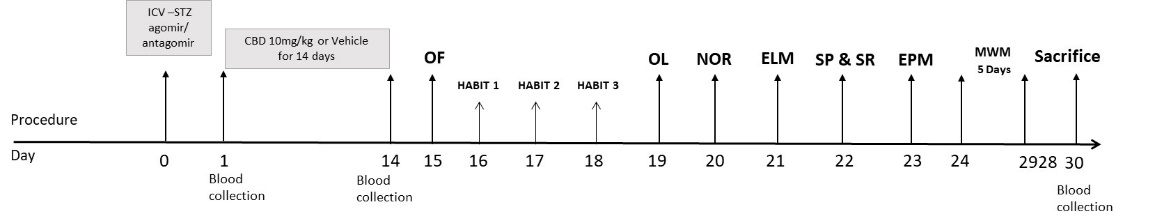 ICV –STZ
agomir/
antagomir
CBD 10mg/kg or Vehicle
for 14 days
OF
HABIT 1
HABIT 2
HABIT 3
OL
NOR
ELM
SP & SR
EPM
MWM
5 Days
Sacrifice
Procedure
Day
0
1
14
15
16
17
18
19
20
21
22
23
24
2928
30
Blood
collection
Blood
collection
Blood
collection